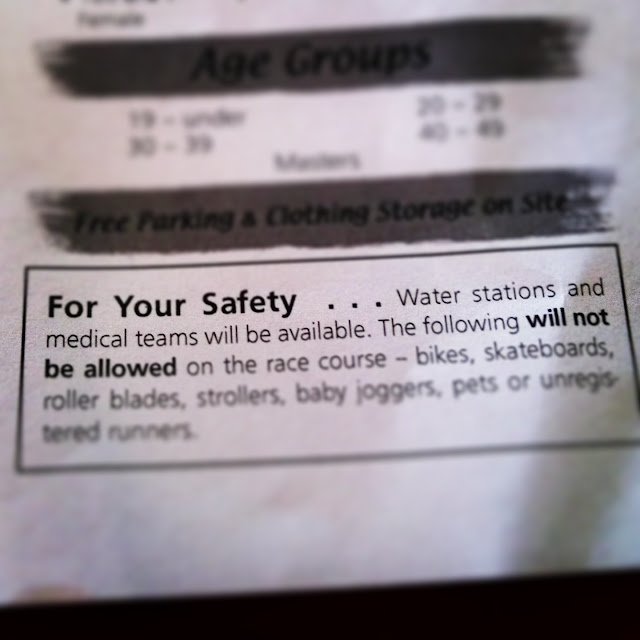 Female
Age Groups
19 – under 20 – 29
30 – 39 40 – 49
Masters
Free Parking & Clothing Storage on Site
For Your Safety . . . Water stations and
medical teams will be available. The following will not
be allowed on the race course – bikes, skateboards,
roller blades, strollers, baby joggers, pets or unregis-
tered runners.